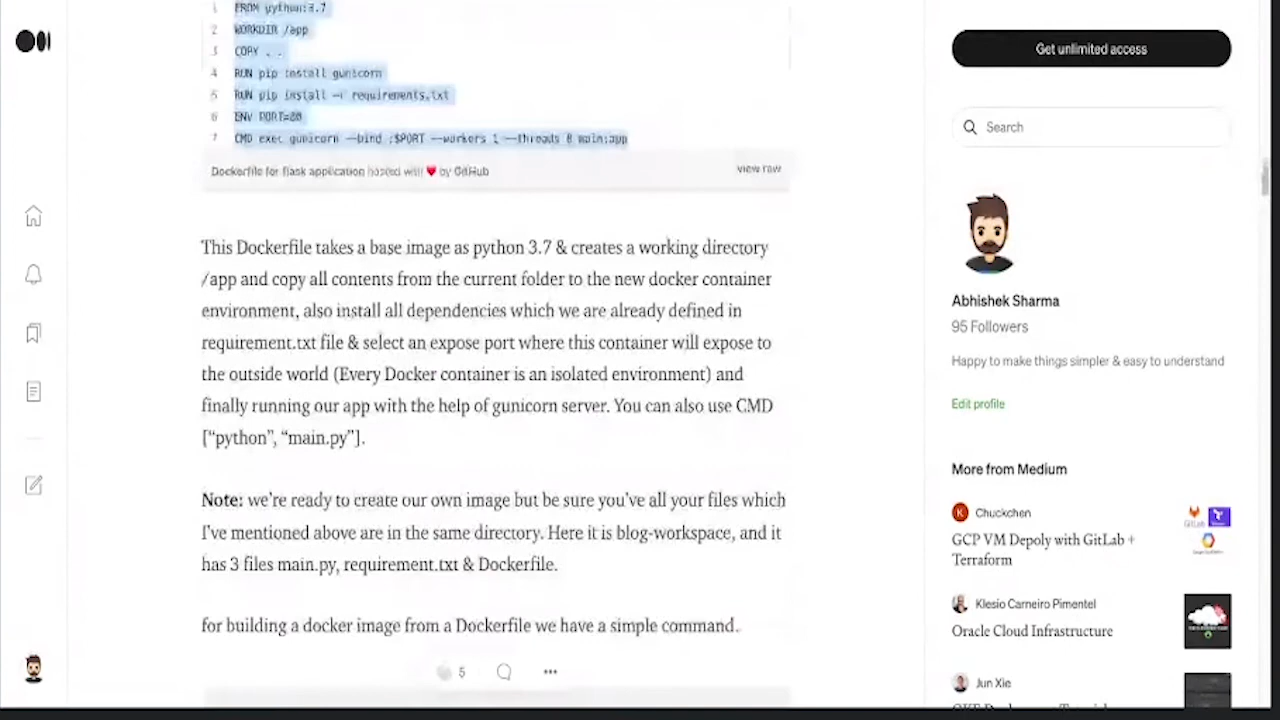 1 FROM python:3.7
2 WORKDIR /app
3 COPY . .
4 RUN pip install gunicorn
5 RUN pip install -r requirements.txt
6 ENV PORT=80
7 CMD exec gunicorn --bind :$PORT --workers 1 --threads 8 main:app
Dockerfile for flask application hosted with ❤ by GitHub
view raw
This Dockerfile takes a base image as python 3.7 & creates a working directory
/app and copy all contents from the current folder to the new docker container
environment, also install all dependencies which we are already defined in
requirement.txt file & select an expose port where this container will expose to
the outside world (Every Docker container is an isolated environment) and
finally running our app with the help of gunicorn server. You can also use CMD
[“python”, “main.py”].
Note: we’re ready to create our own image but be sure you’ve all your files which
I’ve mentioned above are in the same directory. Here it is blog-workspace, and it
has 3 files main.py, requirement.txt & Dockerfile.
for building a docker image from a Dockerfile we have a simple command.
5
Get unlimited access
Search
Abhishek Sharma
95 Followers
Happy to make things simpler & easy to understand
Edit profile
More from Medium
K Chuckchen
GCP VM Depoly with GitLab +
Terraform
Klesio Carneiro Pimentel
Oracle Cloud Infrastructure
Jun Xie